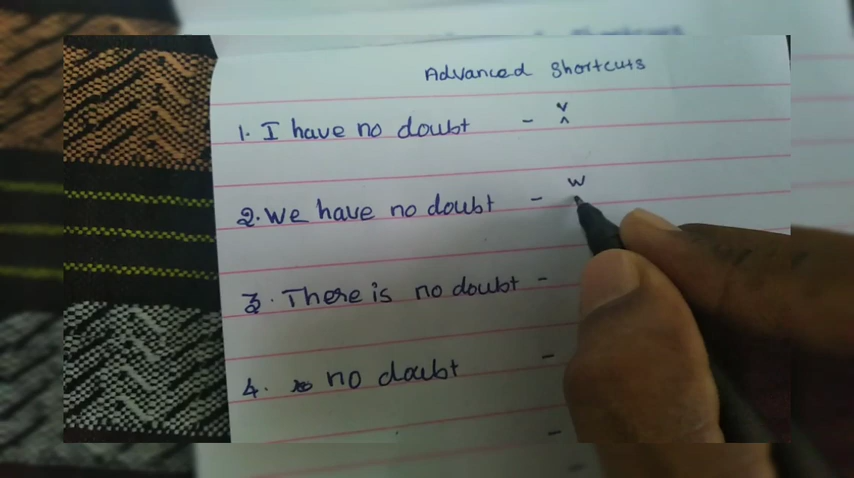 Advanced Shortcuts
1. I have no doubt - v ^
2. We have no doubt - w
3. There is no doubt -
4. no doubt -
-